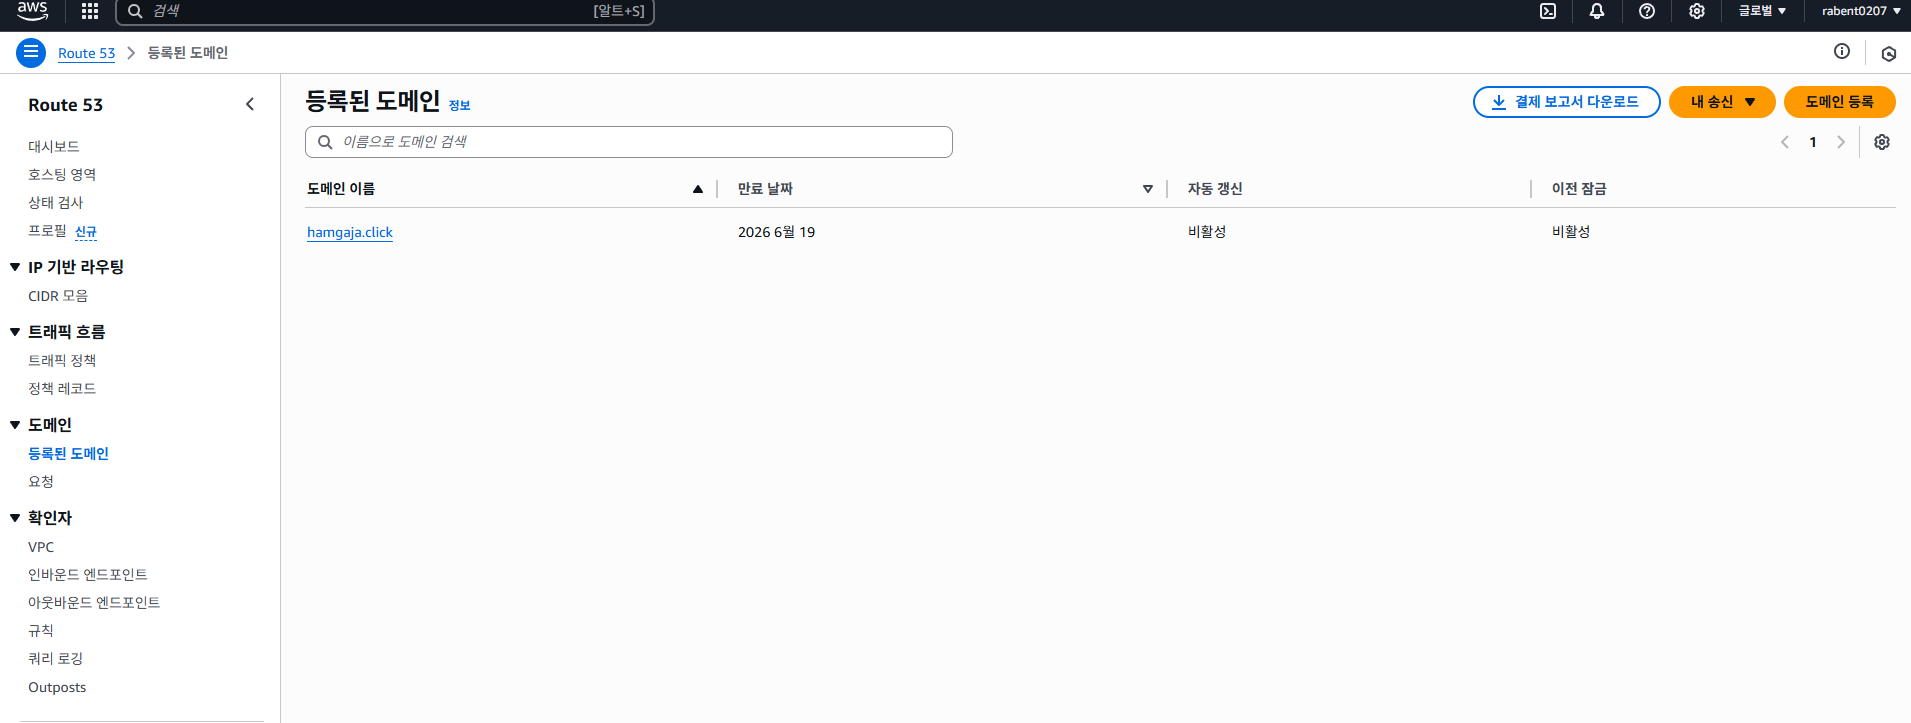 aws
검색
[알트+S]
글로벌
rabent0207
Route 53
등록된 도메인
Route 53
대시보드
호스팅 영역
상태 검사
프로필 신규
IP 기반 라우팅
CIDR 모음
트래픽 흐름
트래픽 정책
정책 레코드
도메인
등록된 도메인
요청
확인자
VPC
인바운드 엔드포인트
아웃바운드 엔드포인트
규칙
쿼리 로깅
Outposts
등록된 도메인 정보
결제 보고서 다운로드
내 송신
도메인 등록
이름으로 도메인 검색
1
도메인 이름 만료 날짜 자동 갱신 이전 잠금
hamgaja.click 2026 6월 19 비활성 비활성